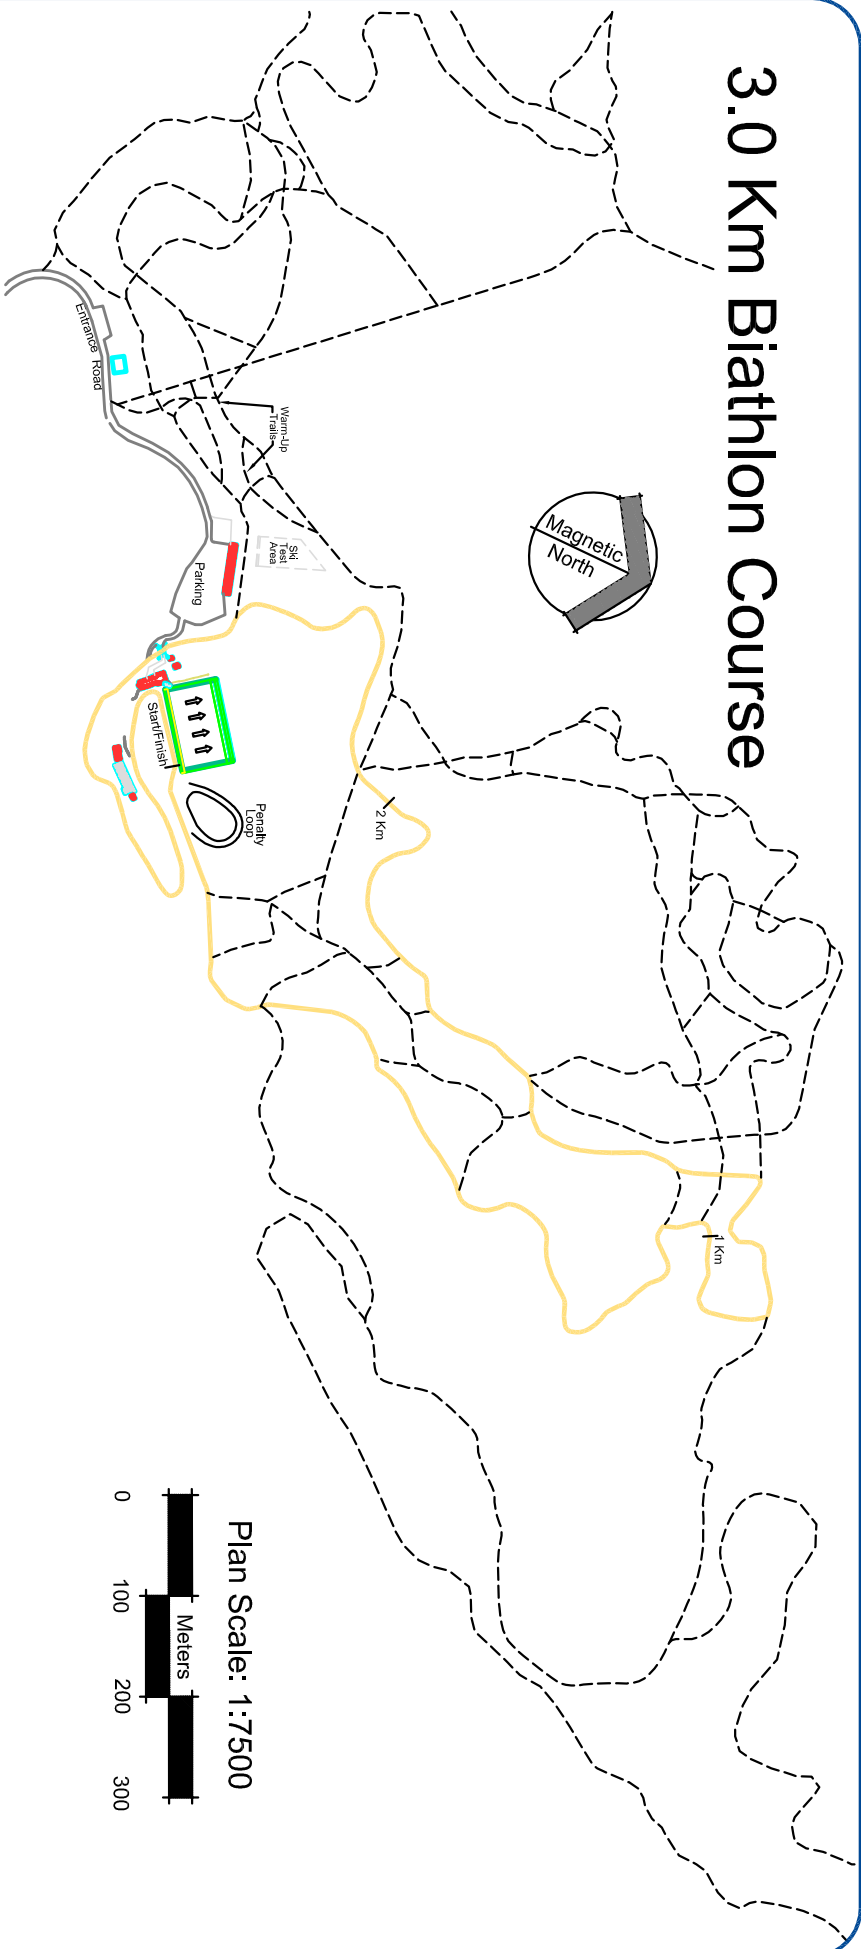 3.0 Km Biathlon Course
Magnetic
North
Entrance Road
Warm-Up
Trails
Ski
Test
Area
Parking
Start/Finish
Penalty
Loop
2 Km
1 Km
Plan Scale: 1:7500
Meters
0 100 200 300